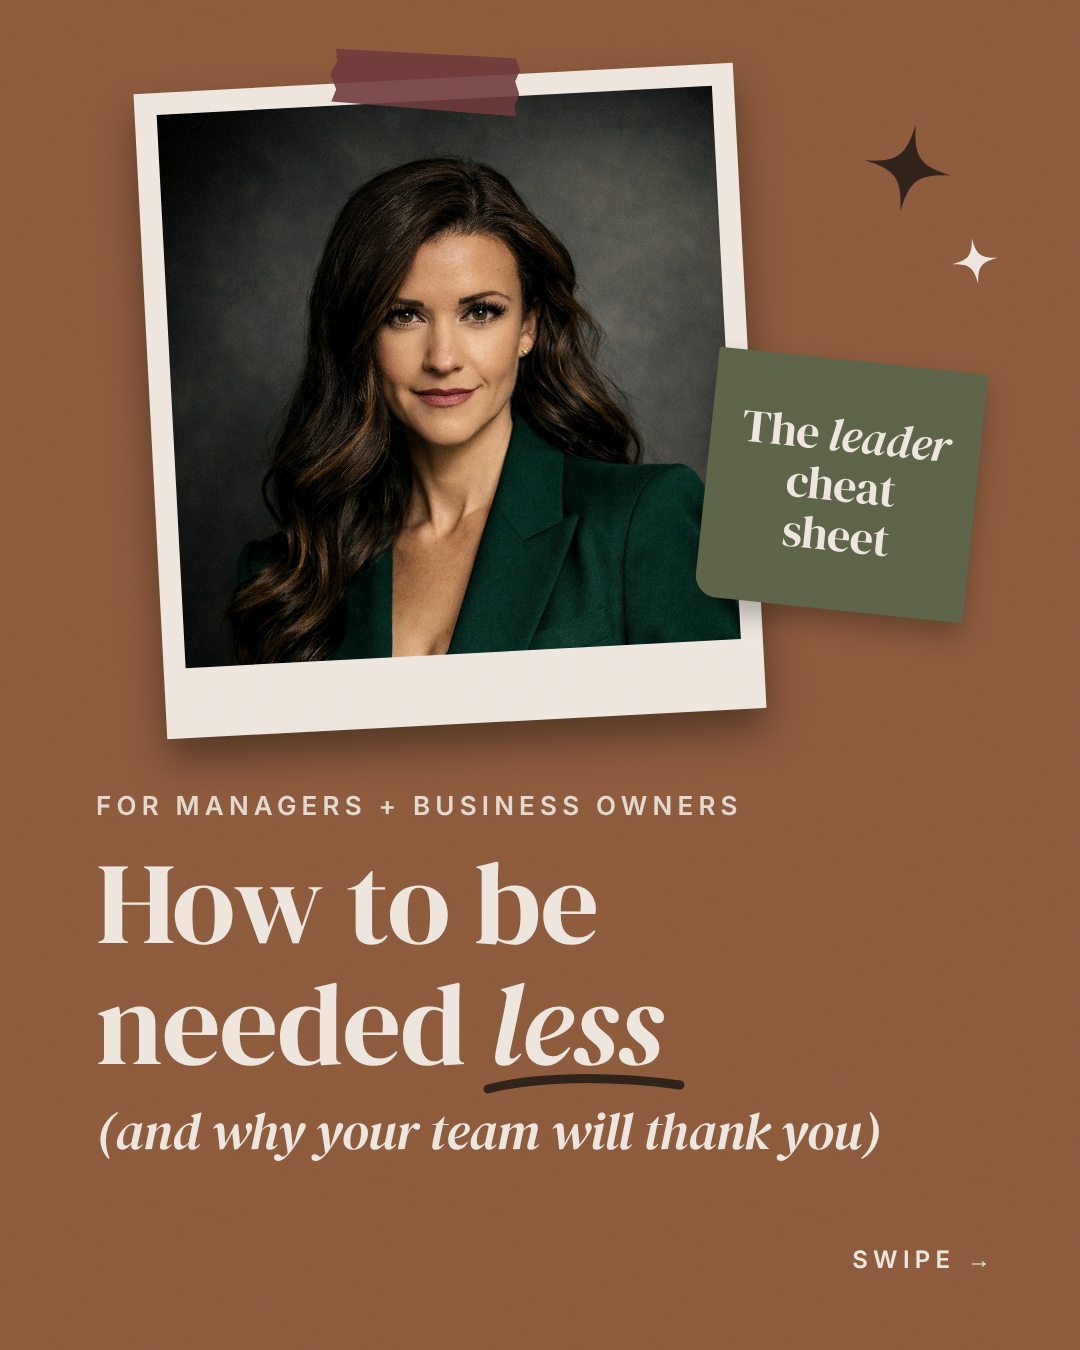 The leader
cheat
sheet
FOR MANAGERS + BUSINESS OWNERS
How to be
needed less
(and why your team will thank you)
SWIPE →